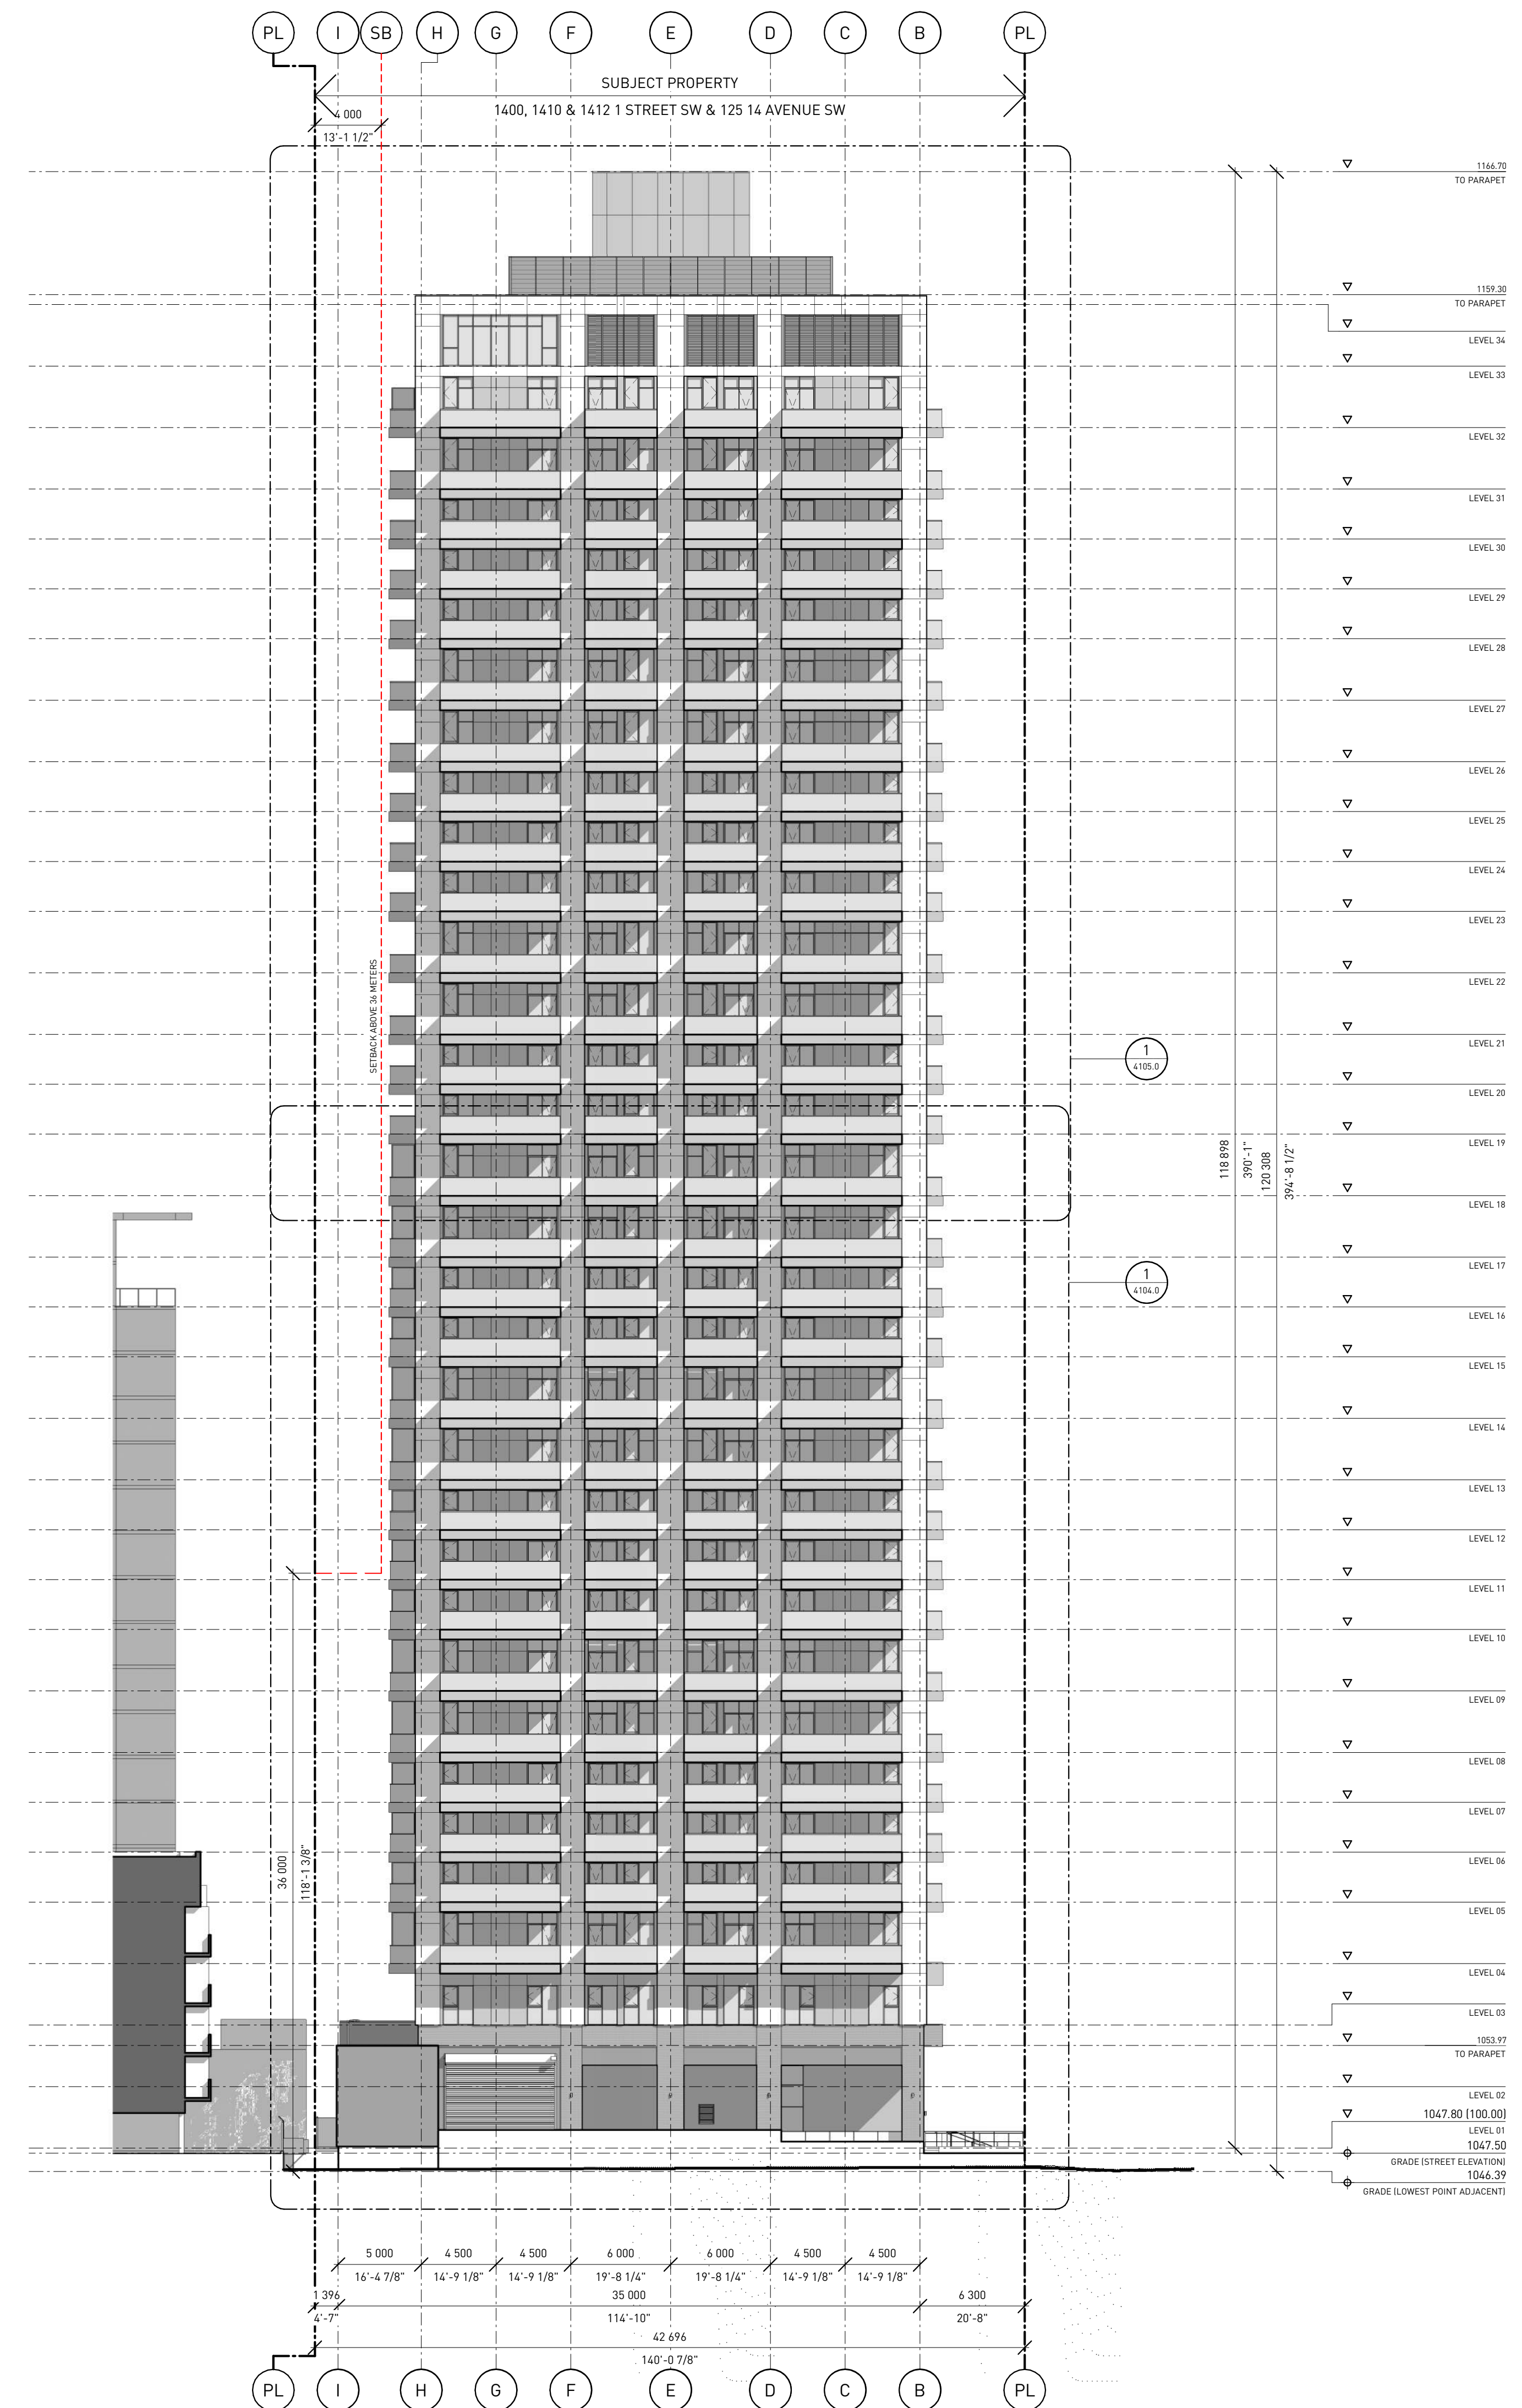 PL I SB H G F E D C B PL
SUBJECT PROPERTY
1400, 1410 & 1412 1 STREET SW & 125 14 AVENUE SW
4 000
13'-1 1/2"
1166.70
TO PARAPET
1159.30
TO PARAPET
LEVEL 34
LEVEL 33
LEVEL 32
LEVEL 31
LEVEL 30
LEVEL 29
LEVEL 28
LEVEL 27
LEVEL 26
LEVEL 25
LEVEL 24
LEVEL 23
LEVEL 22
SETBACK ABOVE 36 METERS
LEVEL 21
1
4105.0
LEVEL 20
LEVEL 19
118 898
390'-1"
120 308
394'-8 1/2"
LEVEL 18
LEVEL 17
1
4104.0
LEVEL 16
LEVEL 15
LEVEL 14
LEVEL 13
LEVEL 12
LEVEL 11
LEVEL 10
LEVEL 09
LEVEL 08
LEVEL 07
LEVEL 06
36 000
118'-1 3/8"
LEVEL 05
LEVEL 04
LEVEL 03
1053.97
TO PARAPET
LEVEL 02
1047.80 (100.00)
LEVEL 01
1047.50
GRADE (STREET ELEVATION)
1046.39
GRADE (LOWEST POINT ADJACENT)
5 000 4 500 4 500 6 000 6 000 4 500 4 500
16'-4 7/8" 14'-9 1/8" 14'-9 1/8" 19'-8 1/4" 19'-8 1/4" 14'-9 1/8" 14'-9 1/8"
1 396 35 000 6 300
4'-7" 114'-10" 20'-8"
42 696
140'-0 7/8"
PL I H G F E D C B PL